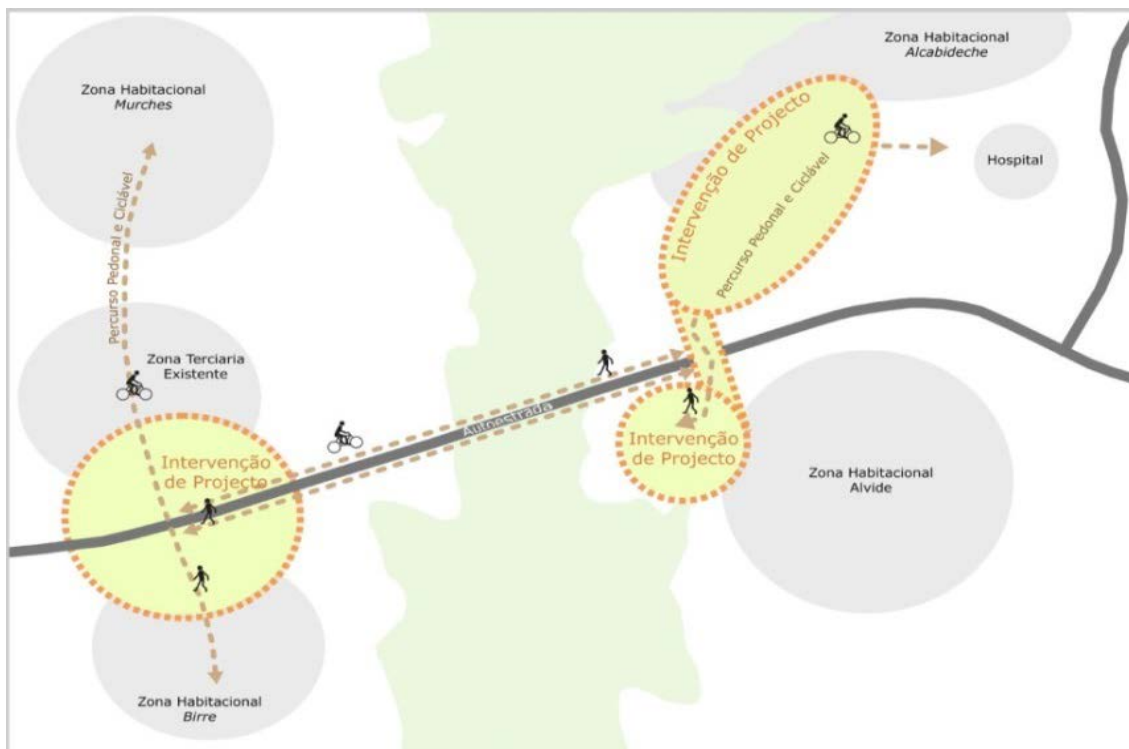 Zona Habitacional
Alcabideche
Zona Habitacional
Murches
Intervenção de Projecto
Percurso Pedonal e Ciclável
Hospital
Percurso Pedonal e Ciclável
Zona Terciaria
Existente
Autoestrada
Intervenção
de Projecto
Intervenção
de Projecto
Zona Habitacional
Alvide
Zona Habitacional
Birre